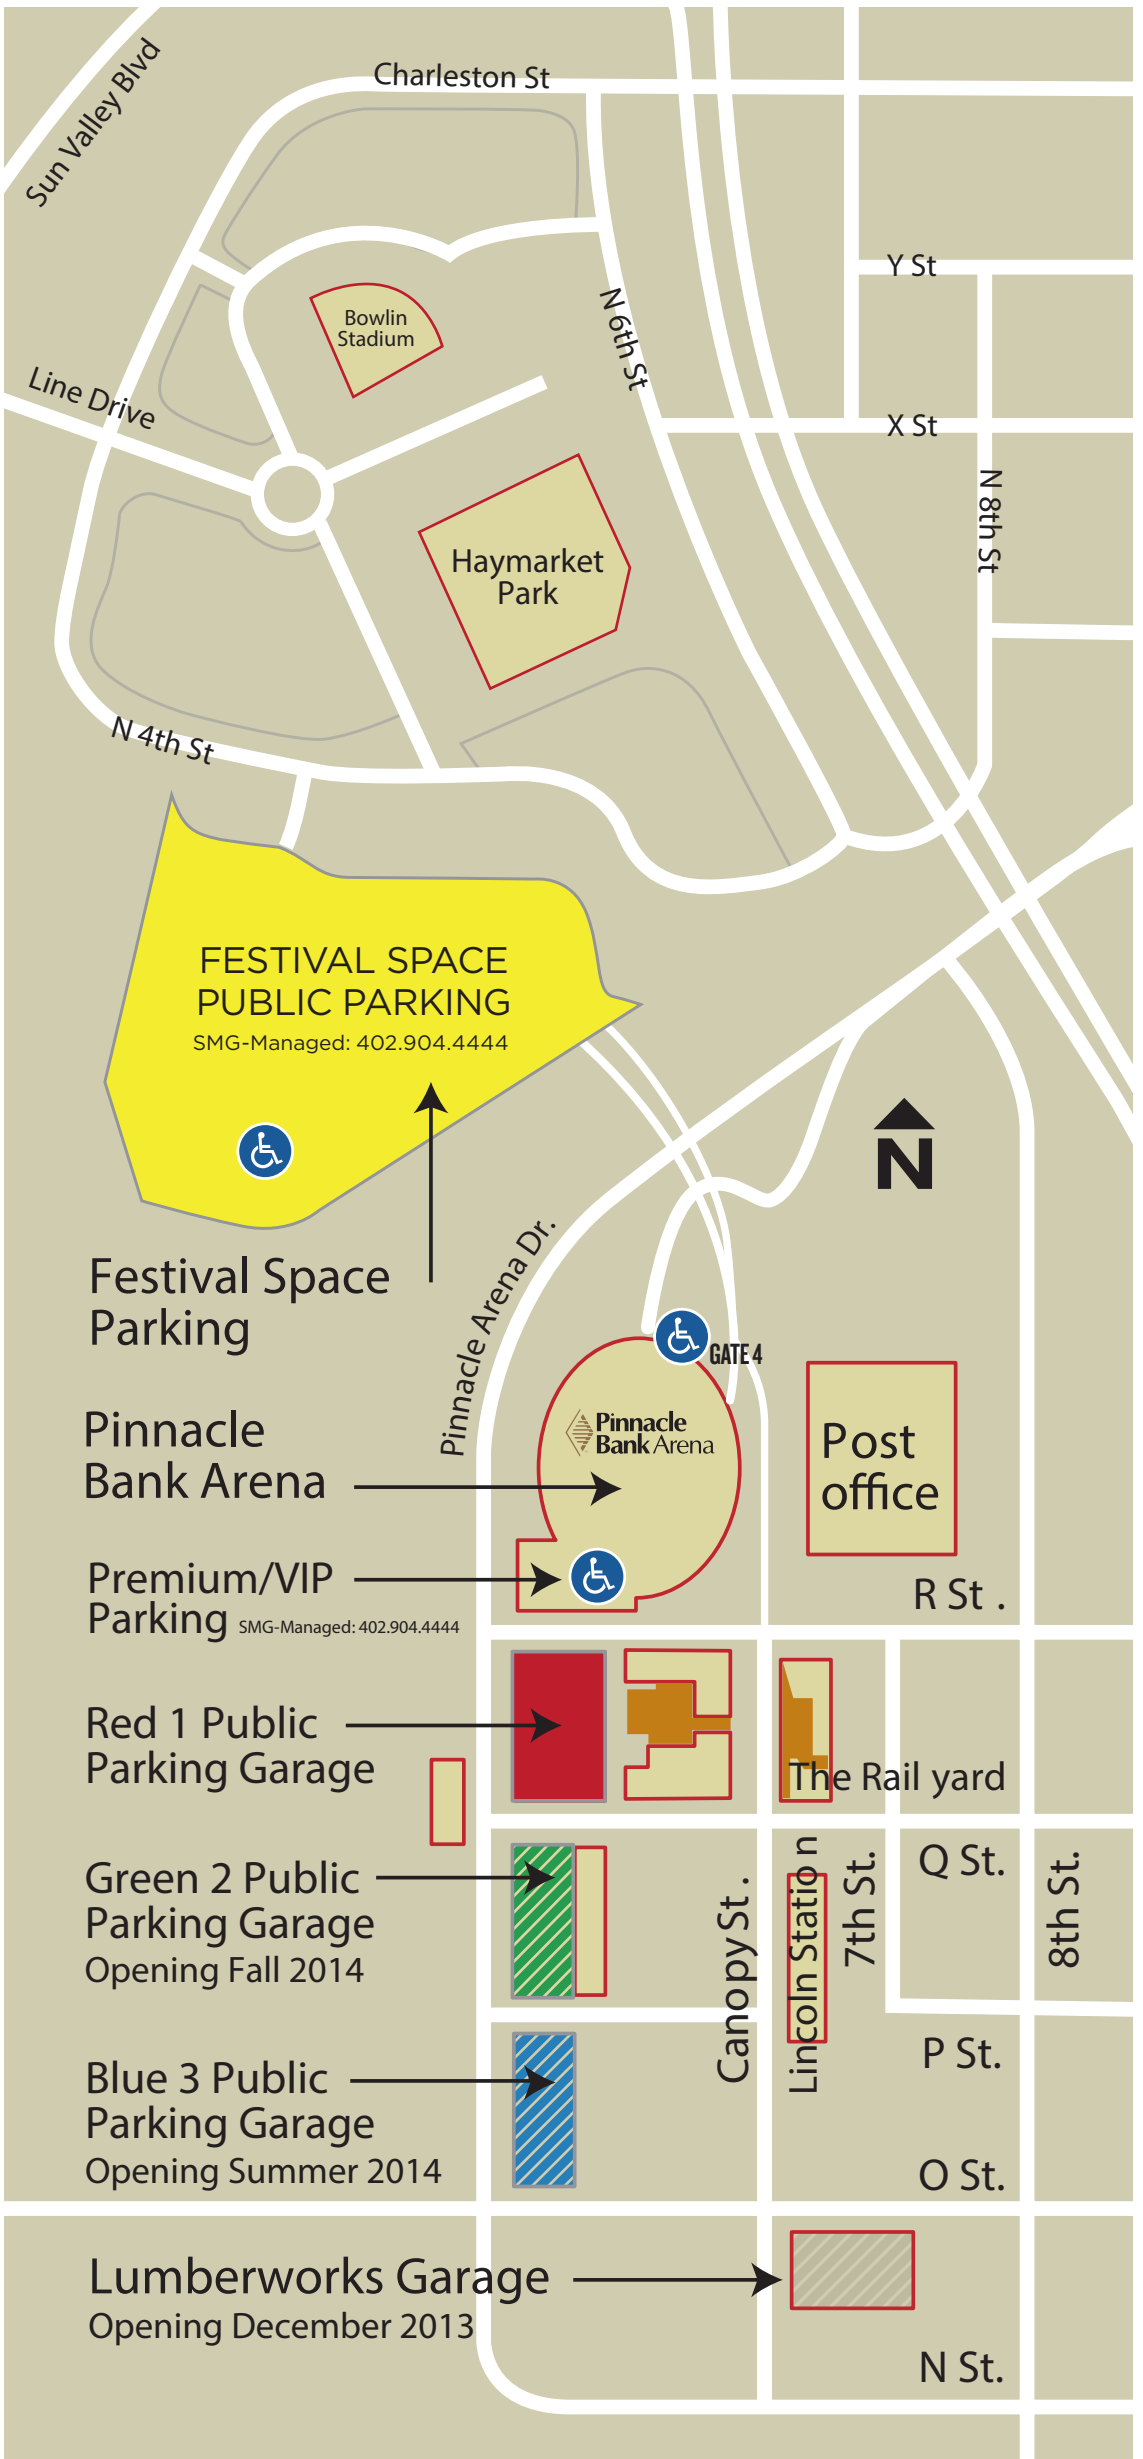 Sun Valley Blvd
Charleston St
Y St
Bowlin
Stadium
N 6th St
Line Drive
X St
N 8th St
Haymarket
Park
N 4th St
FESTIVAL SPACE
PUBLIC PARKING
SMG-Managed: 402.904.4444
N
Festival Space
Parking
Pinnacle Arena Dr.
GATE 4
Pinnacle
Bank Arena
Pinnacle
Bank Arena
Post
office
Premium/VIP
Parking SMG-Managed: 402.904.4444
R St .
Red 1 Public
Parking Garage
The Rail yard
Green 2 Public
Parking Garage
Opening Fall 2014
Canopy St .
Lincoln Statio n
7th St.
Q St.
8th St.
P St.
Blue 3 Public
Parking Garage
Opening Summer 2014
O St.
Lumberworks Garage
Opening December 2013
N St.